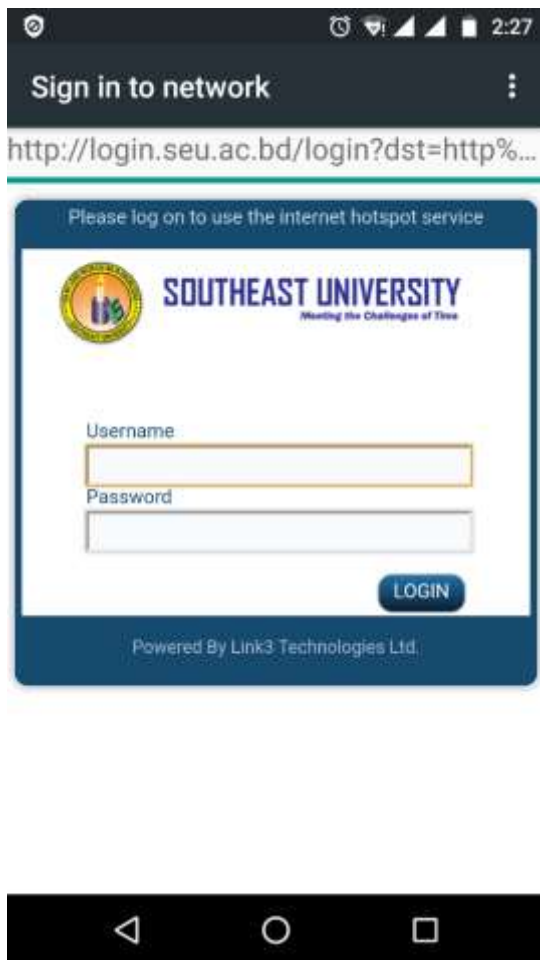 2:27
Sign in to network
http://login.seu.ac.bd/login?dst=http%...
Please log on to use the internet hotspot service
SOUTHEAST UNIVERSITY
Meeting the Challenges of Time
Username
Password
LOGIN
Powered By Link3 Technologies Ltd.